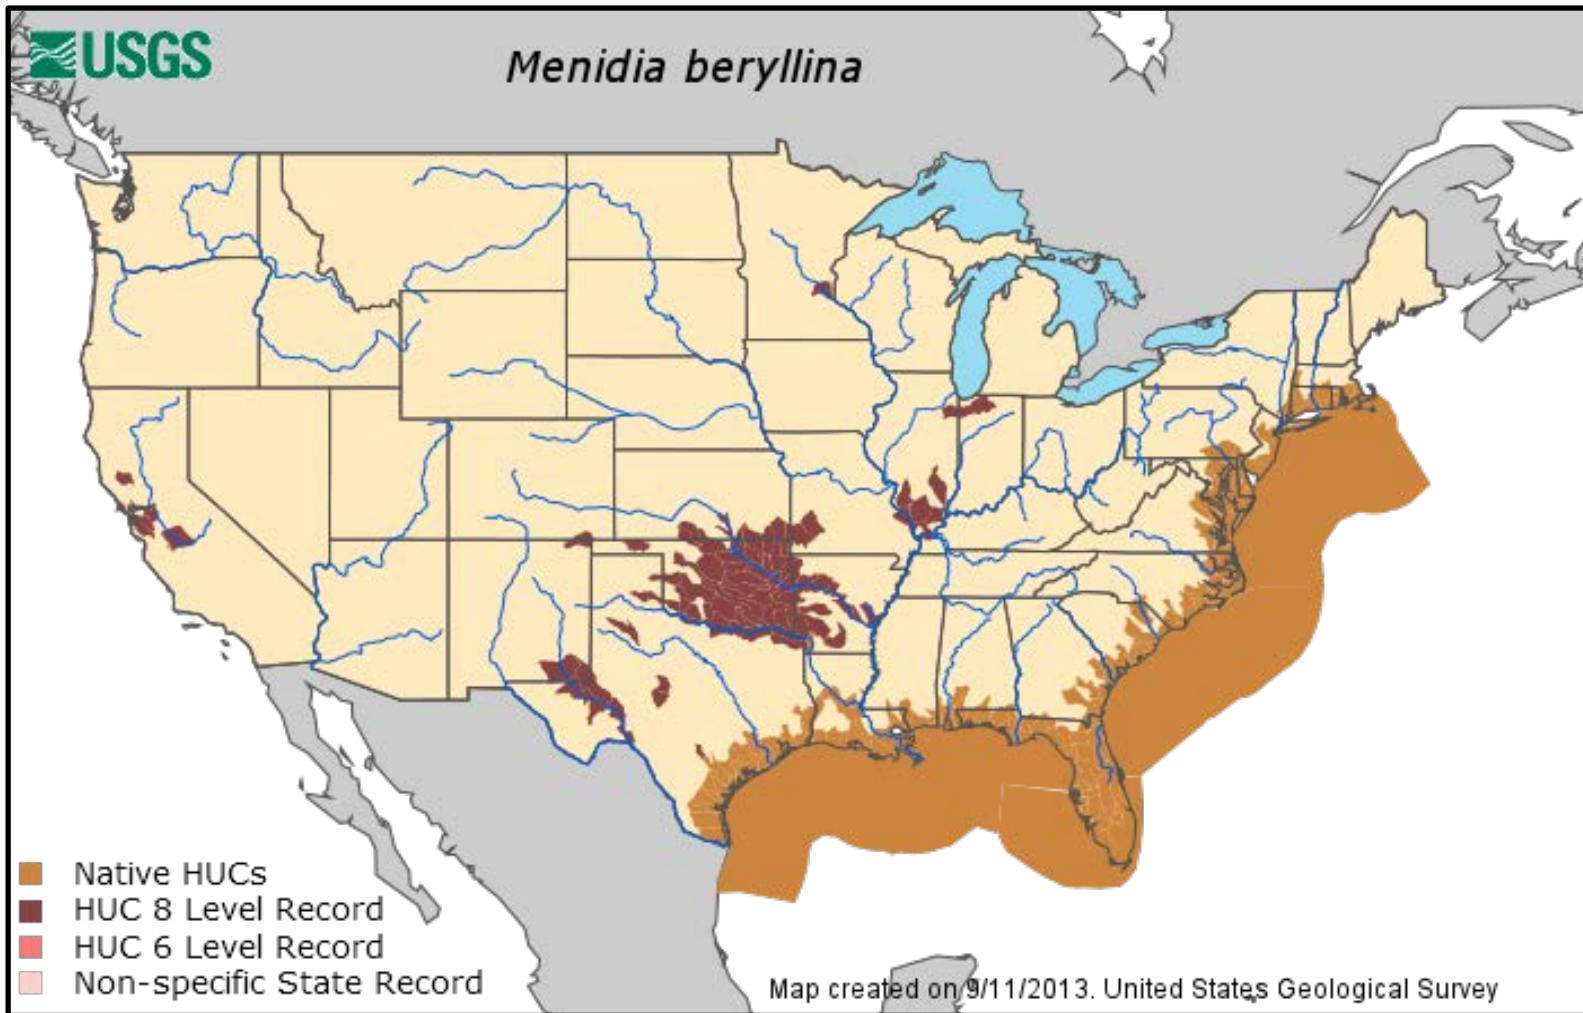 USGS
Menidia beryllina
Native HUCs
HUC 8 Level Record
HUC 6 Level Record
Non-specific State Record
Map created on 9/11/2013. United States Geological Survey